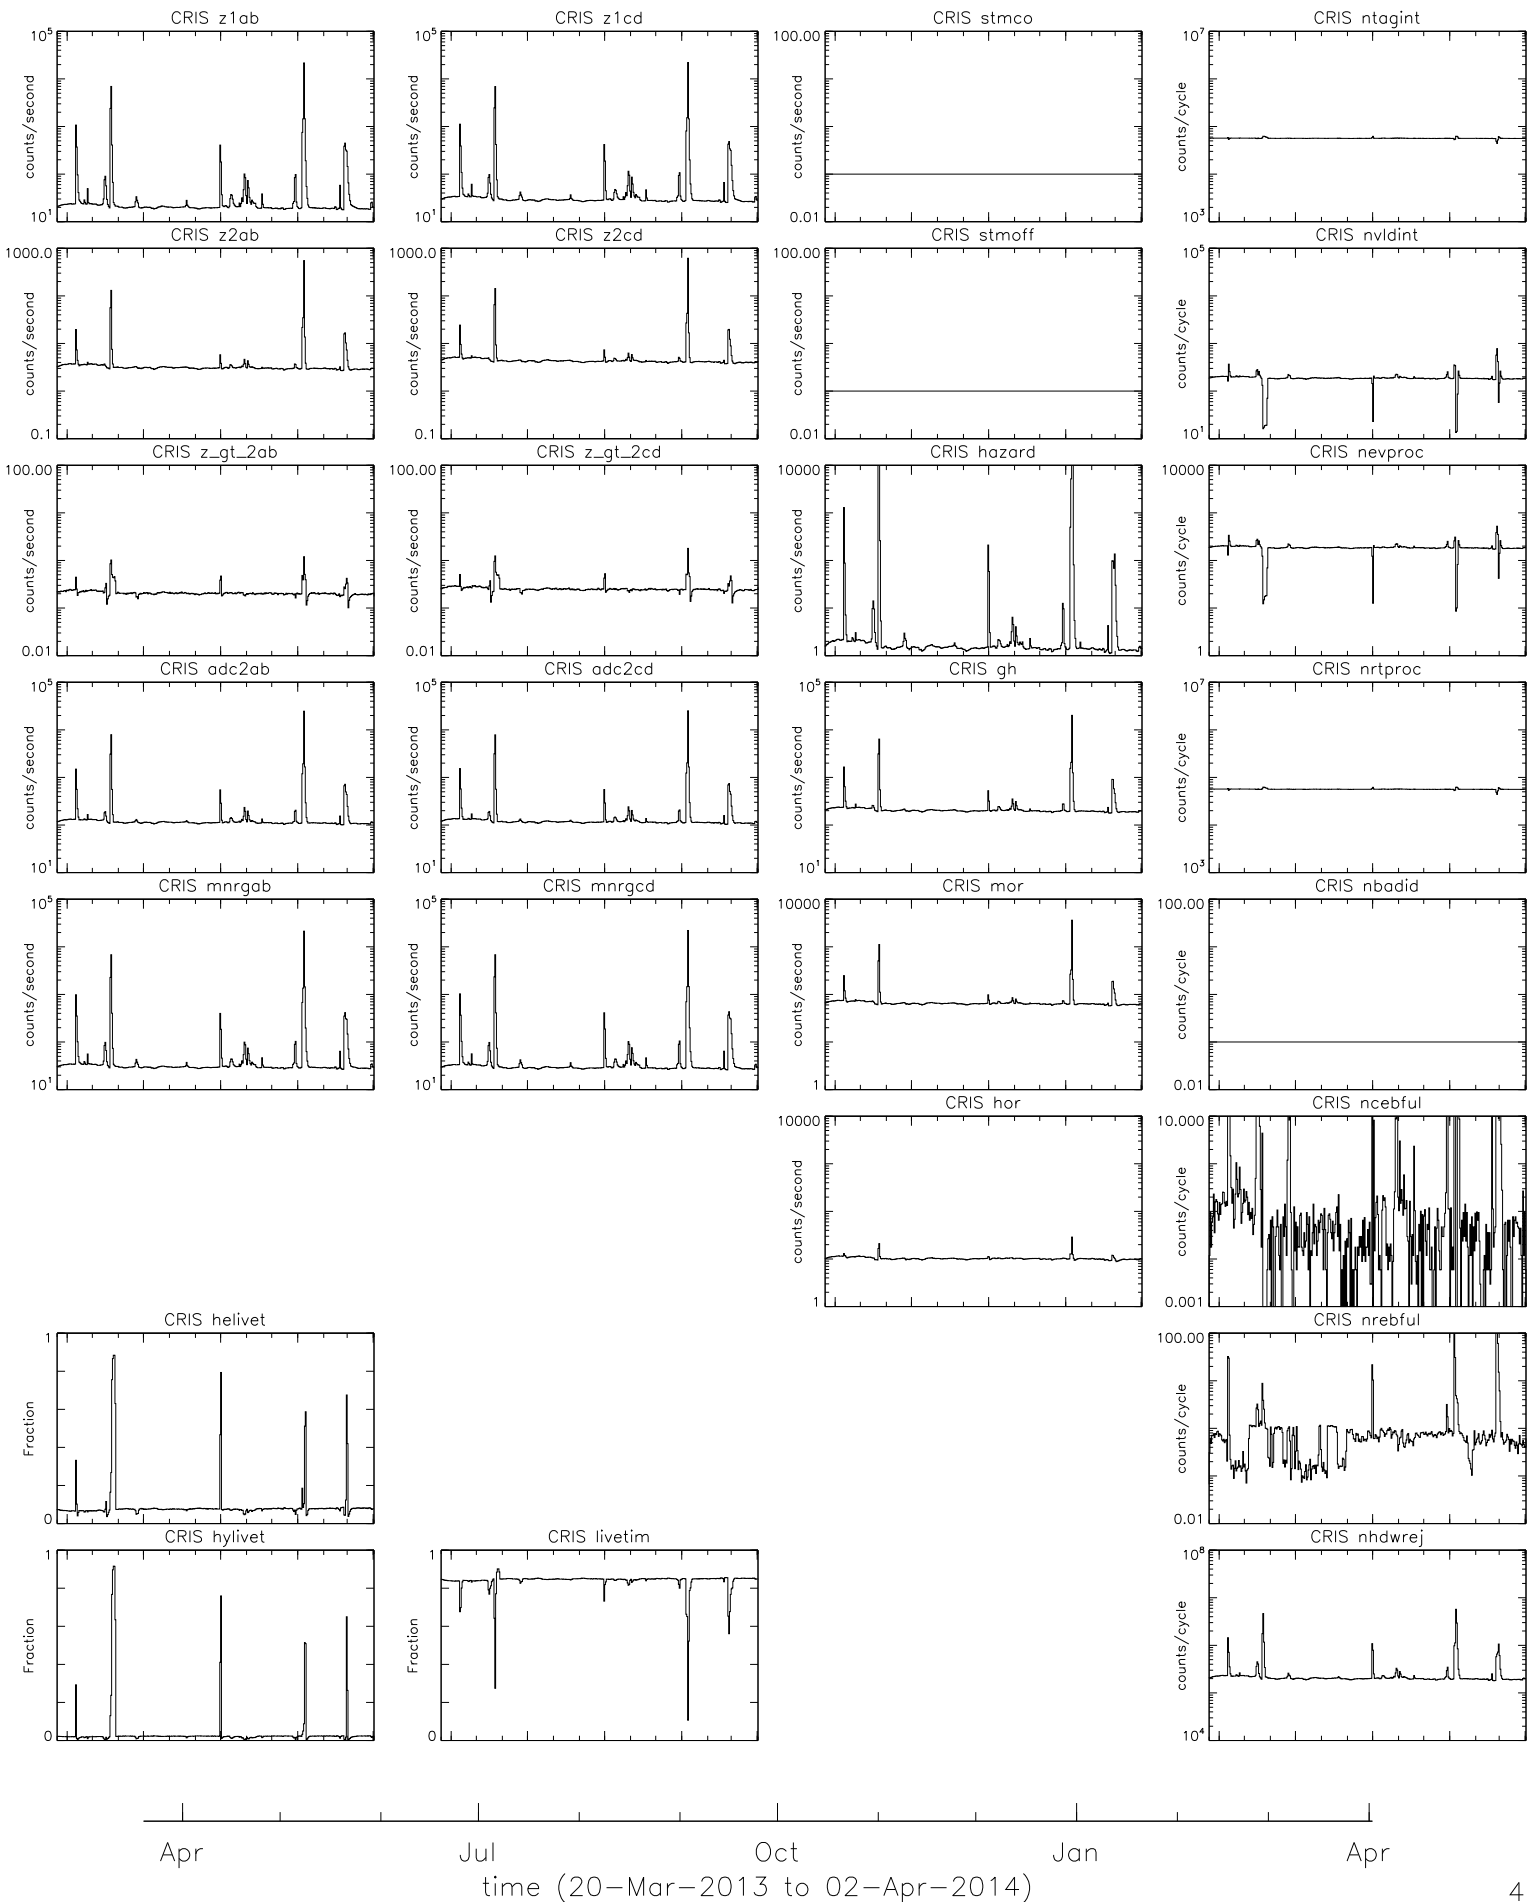 CRIS z1ab
CRIS z1cd
CRIS stmco
CRIS ntagint
10^5
counts/second
10^1
10^5
counts/second
10^1
100.00
counts/second
0.01
10^7
counts/cycle
10^3
CRIS z2ab
CRIS z2cd
CRIS stmoff
CRIS nvldint
1000.0
counts/second
0.1
1000.0
counts/second
0.1
100.00
counts/second
0.01
10^5
counts/cycle
10^1
CRIS z_gt_2ab
CRIS z_gt_2cd
CRIS hazard
CRIS nevproc
100.00
counts/second
0.01
100.00
counts/second
0.01
10000
counts/second
1
10000
counts/cycle
1
CRIS adc2ab
CRIS adc2cd
CRIS gh
CRIS nrtproc
10^5
counts/second
10^1
10^5
counts/second
10^1
10^5
counts/second
10^1
10^7
counts/cycle
10^3
CRIS mnrgab
CRIS mnrgcd
CRIS mor
CRIS nbadid
10^5
counts/second
10^1
10^5
counts/second
10^1
10000
counts/second
1
100.00
counts/cycle
0.01
CRIS hor
CRIS ncebful
10000
counts/second
1
10.000
counts/cycle
0.001
CRIS helivet
CRIS nrebful
1
Fraction
0
100.00
counts/cycle
0.01
CRIS hylivet
CRIS livetim
CRIS nhdwrej
1
Fraction
0
1
Fraction
0
10^8
counts/cycle
10^4
Apr
Jul
Oct
Jan
Apr
time (20-Mar-2013 to 02-Apr-2014)
4